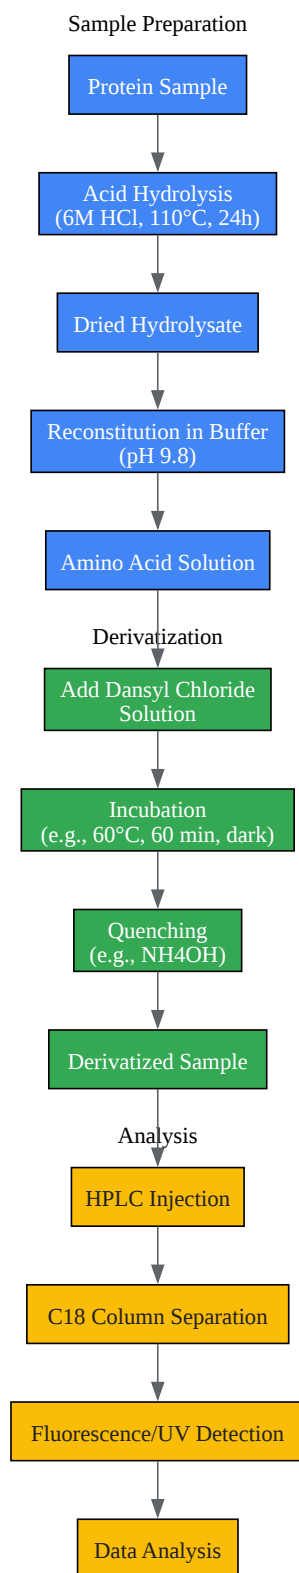 Sample Preparation
Protein Sample
Acid Hydrolysis
(6M HCl, 110°C, 24h)
Dried Hydrolysate
Reconstitution in Buffer
(pH 9.8)
Amino Acid Solution
Derivatization
Add Dansyl Chloride
Solution
Incubation
(e.g., 60°C, 60 min, dark)
Quenching
(e.g., NH4OH)
Derivatized Sample
Analysis
HPLC Injection
C18 Column Separation
Fluorescence/UV Detection
Data Analysis